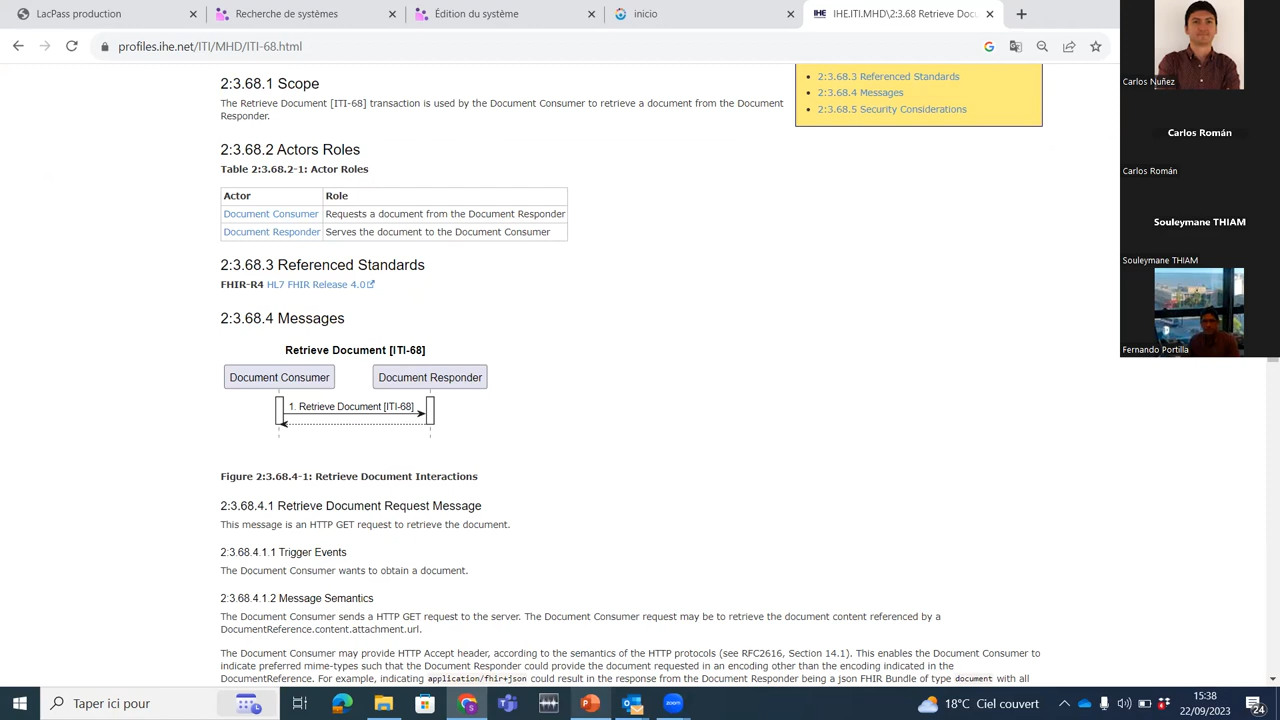 LacPass production
Recherche de systèmes
Édition du système
inicio
IHE.ITI.MHD\2:3.68 Retrieve Docu
profiles.ihe.net/ITI/MHD/ITI-68.html
2:3.68.1 Scope
The Retrieve Document [ITI-68] transaction is used by the Document Consumer to retrieve a document from the Document
Responder.
2:3.68.3 Referenced Standards
2:3.68.4 Messages
2:3.68.5 Security Considerations
2:3.68.2 Actors Roles
Table 2:3.68.2-1: Actor Roles
Actor Role
Document Consumer Requests a document from the Document Responder
Document Responder Serves the document to the Document Consumer
2:3.68.3 Referenced Standards
FHIR-R4 HL7 FHIR Release 4.0
2:3.68.4 Messages
Retrieve Document [ITI-68]
Document Consumer Document Responder
1. Retrieve Document [ITI-68]
Figure 2:3.68.4-1: Retrieve Document Interactions
2:3.68.4.1 Retrieve Document Request Message
This message is an HTTP GET request to retrieve the document.
2:3.68.4.1.1 Trigger Events
The Document Consumer wants to obtain a document.
2:3.68.4.1.2 Message Semantics
The Document Consumer sends a HTTP GET request to the server. The Document Consumer request may be to retrieve the document content referenced by a
DocumentReference.content.attachment.url.
The Document Consumer may provide HTTP Accept header, according to the semantics of the HTTP protocols (see RFC2616, Section 14.1). This enables the Document Consumer to
indicate preferred mime-types such that the Document Responder could provide the document requested in an encoding other than the encoding indicated in the
DocumentReference. For example, indicating application/fhir+json could result in the response from the Document Responder being a json FHIR Bundle of type document with all
Carlos Nuñez
Carlos Román
Carlos Román
Souleymane THIAM
Souleymane THIAM
Fernando Portilla
Taper ici pour
zoom
18°C Ciel couvert
15:38
22/09/2023
24